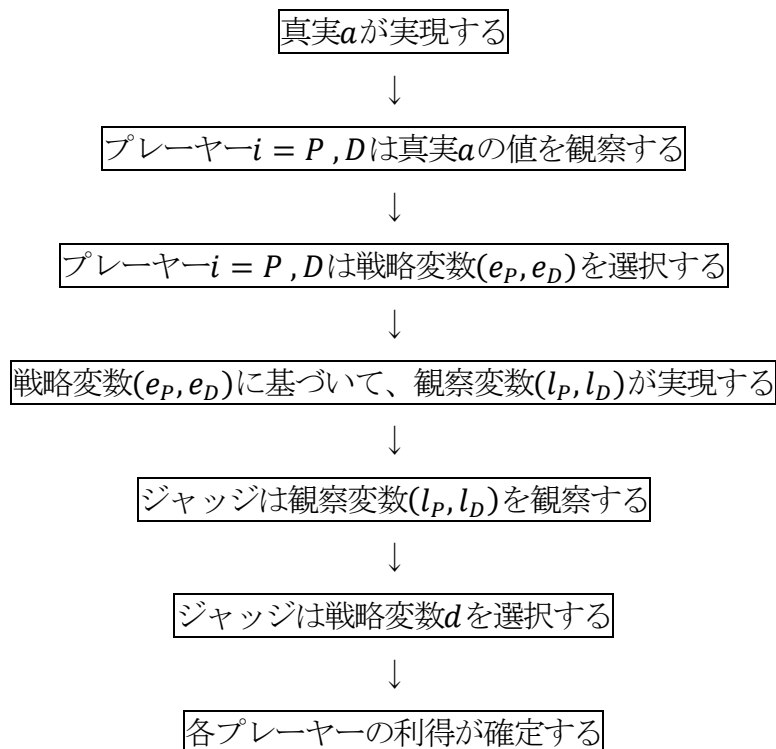 真実aが実現する
↓
プレーヤーi = P , Dは真実aの値を観察する
↓
プレーヤーi = P , Dは戦略変数(e_P, e_D)を選択する
↓
戦略変数(e_P, e_D)に基づいて、観察変数(l_P, l_D)が実現する
↓
ジャッジは観察変数(l_P, l_D)を観察する
↓
ジャッジは戦略変数dを選択する
↓
各プレーヤーの利得が確定する